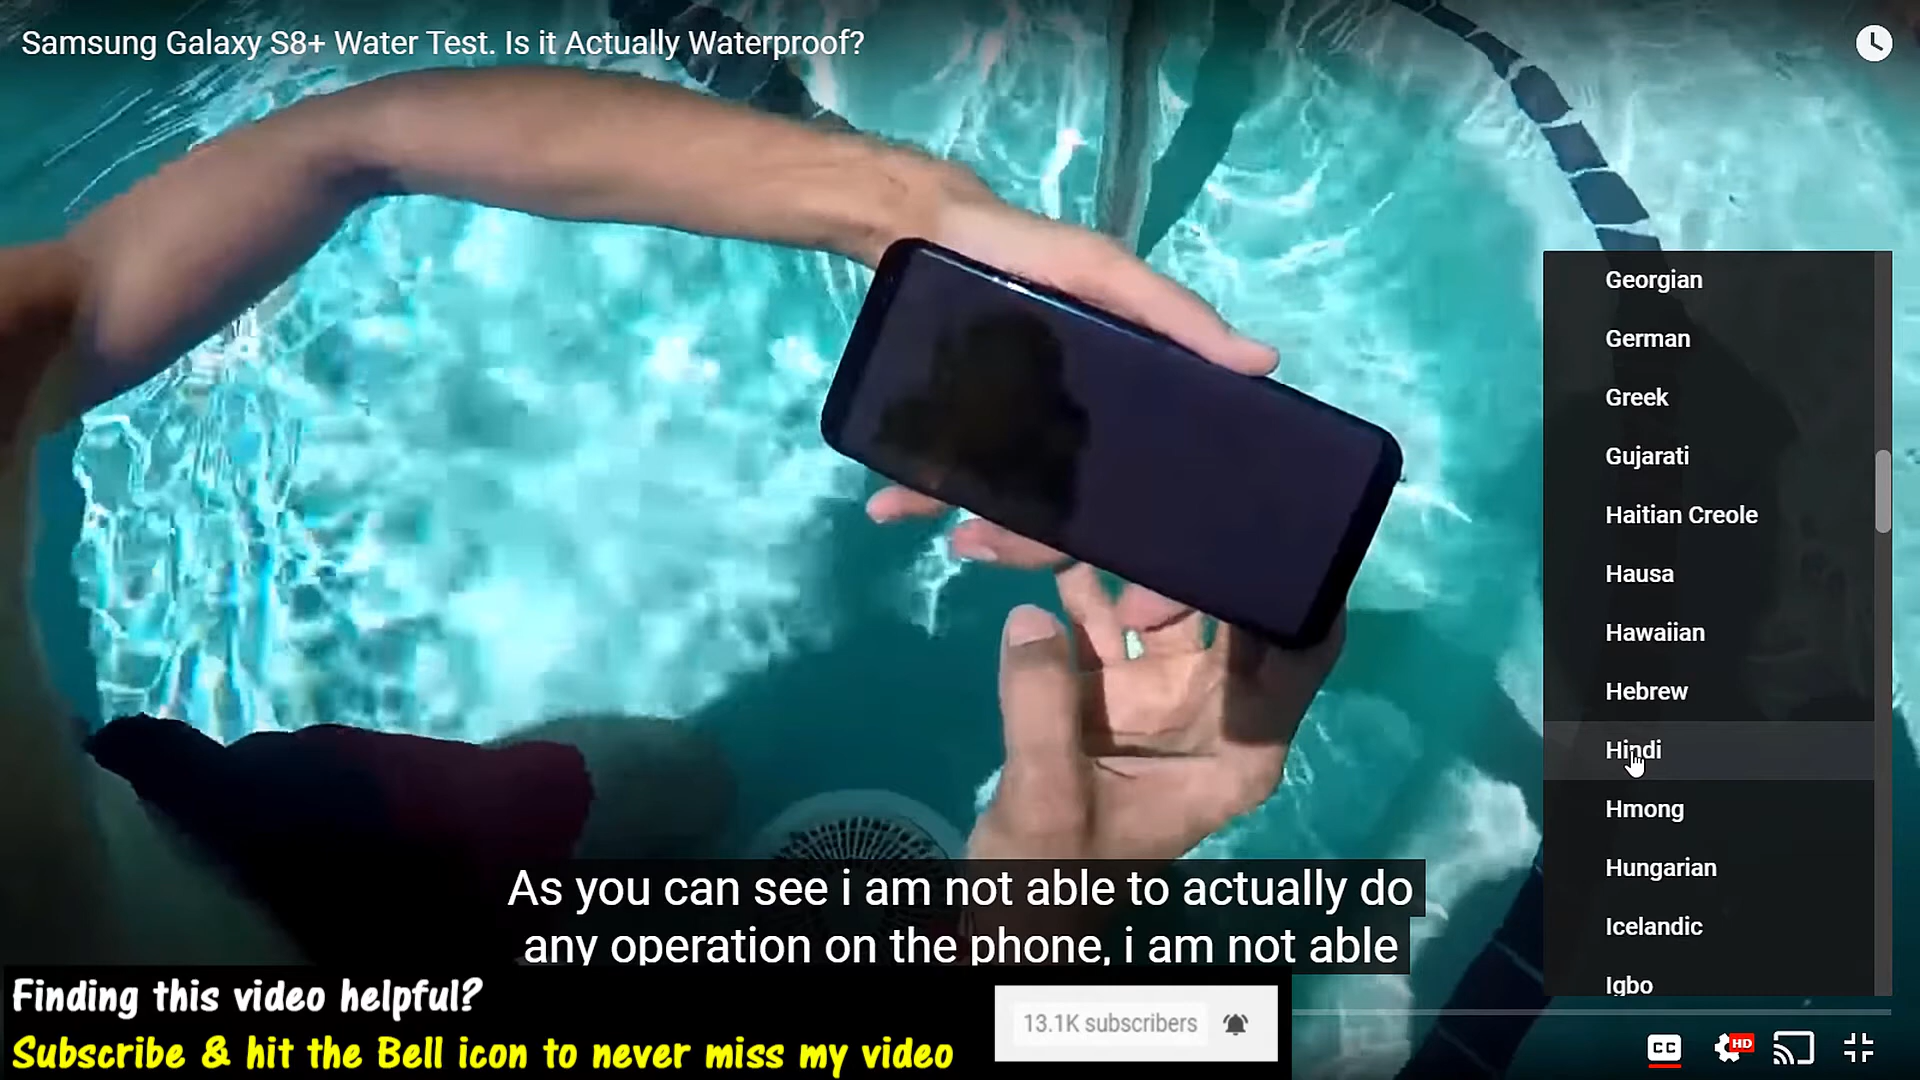 Samsung Galaxy S8+ Water Test. Is it Actually Waterproof?
Georgian
German
Greek
Gujarati
Haitian Creole
Hausa
Hawaiian
Hebrew
Hindi
Hmong
Hungarian
Icelandic
Igbo
As you can see i am not able to actually do
any operation on the phone, i am not able
Finding this video helpful?
Subscribe & hit the Bell icon to never miss my video
13.1K subscribers
CC
HD